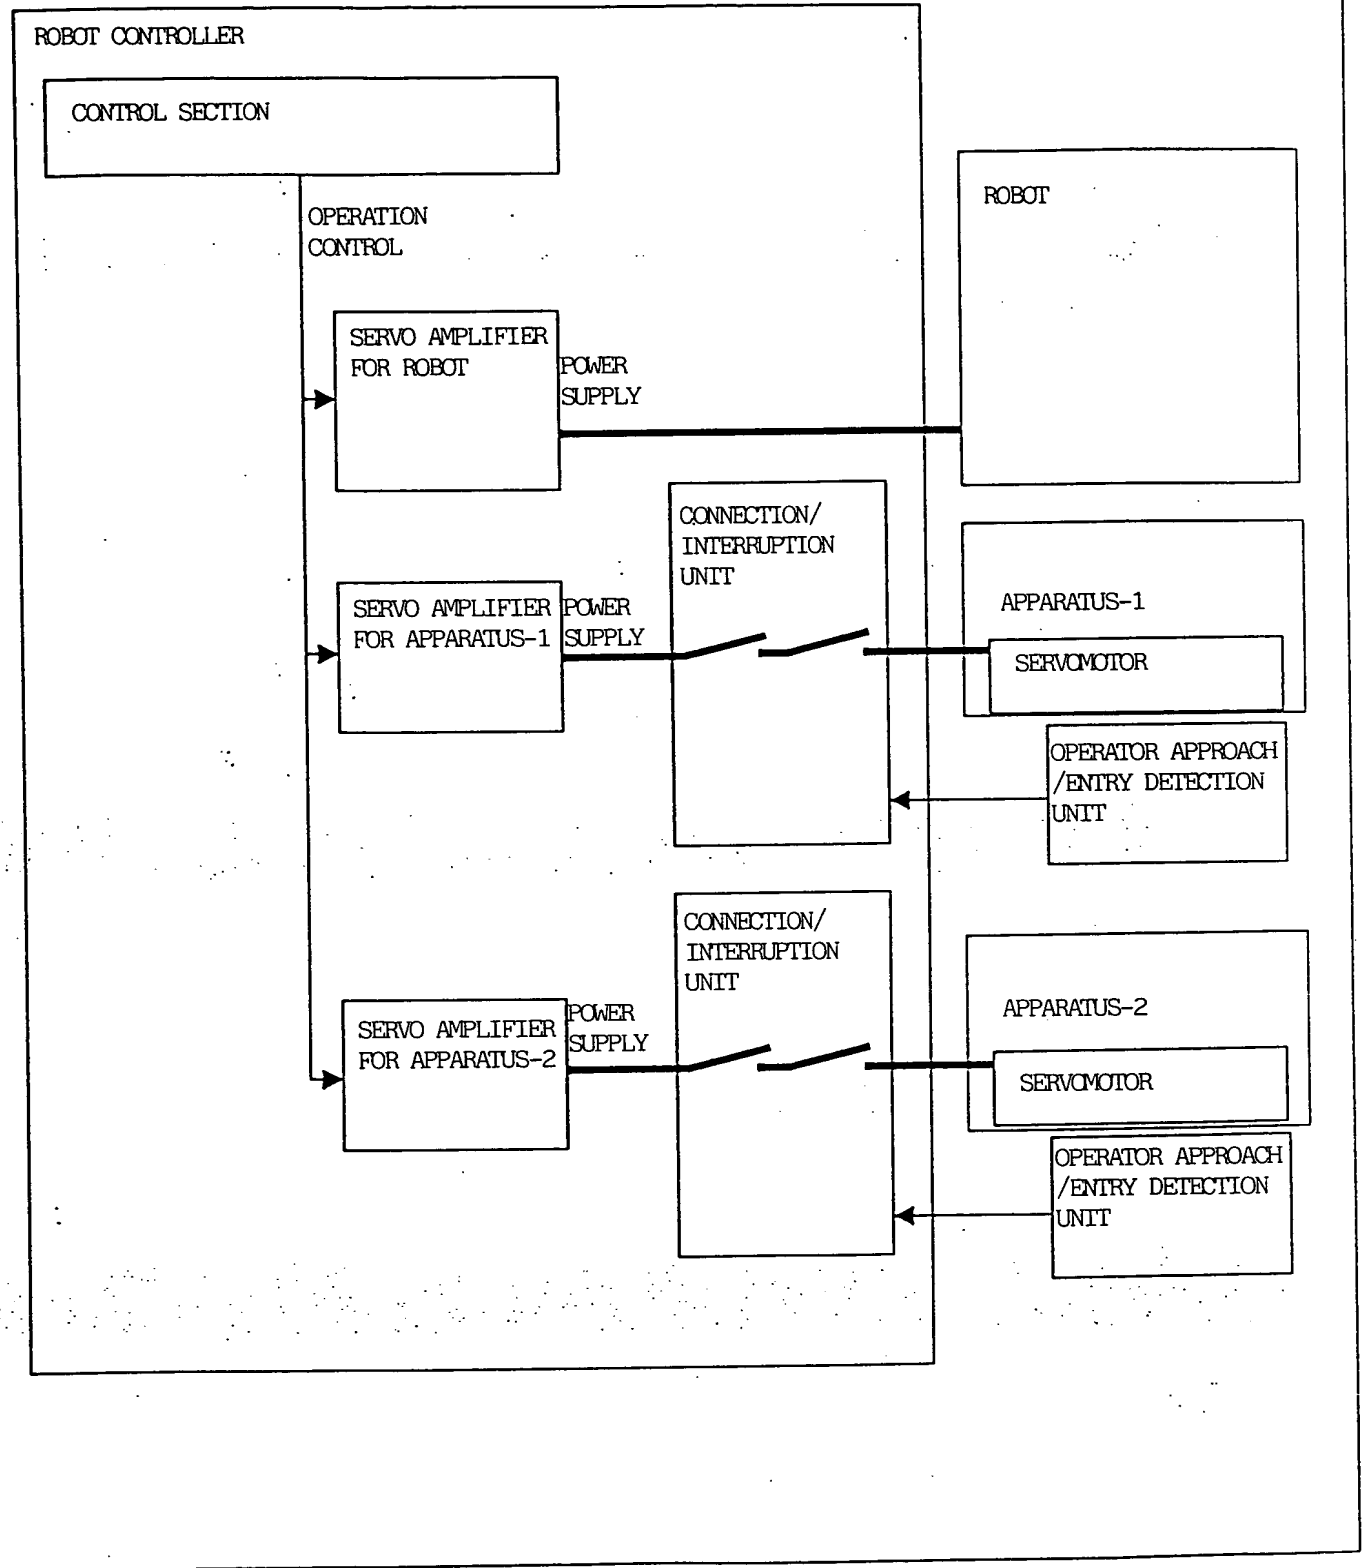 ROBOT CONTROLLER
CONTROL SECTION
OPERATION
CONTROL
ROBOT
SERVO AMPLIFIER
FOR ROBOT
POWER
SUPPLY
CONNECTION/
INTERRUPTION
UNIT
SERVO AMPLIFIER
FOR APPARATUS-1
POWER
SUPPLY
APPARATUS-1
SERVOMOTOR
OPERATOR APPROACH
/ENTRY DETECTION
UNIT
CONNECTION/
INTERRUPTION
UNIT
SERVO AMPLIFIER
FOR APPARATUS-2
POWER
SUPPLY
APPARATUS-2
SERVOMOTOR
OPERATOR APPROACH
/ENTRY DETECTION
UNIT